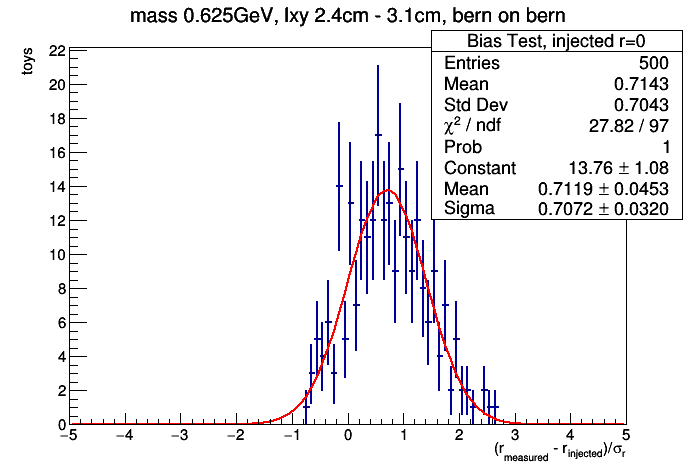 mass 0.625GeV, lxy 2.4cm - 3.1cm, bern on bern
Bias Test, injected r=0
Entries 500
Mean 0.7143
Std Dev 0.7043
χ² / ndf 27.82 / 97
Prob 1
Constant 13.76 ± 1.08
Mean 0.7119 ± 0.0453
Sigma 0.7072 ± 0.0320
toys
22
20
18
16
14
12
10
8
6
4
2
0
−5 −4 −3 −2 −1 0 1 2 3 4 5
(r_measured - r_injected)/σ_r